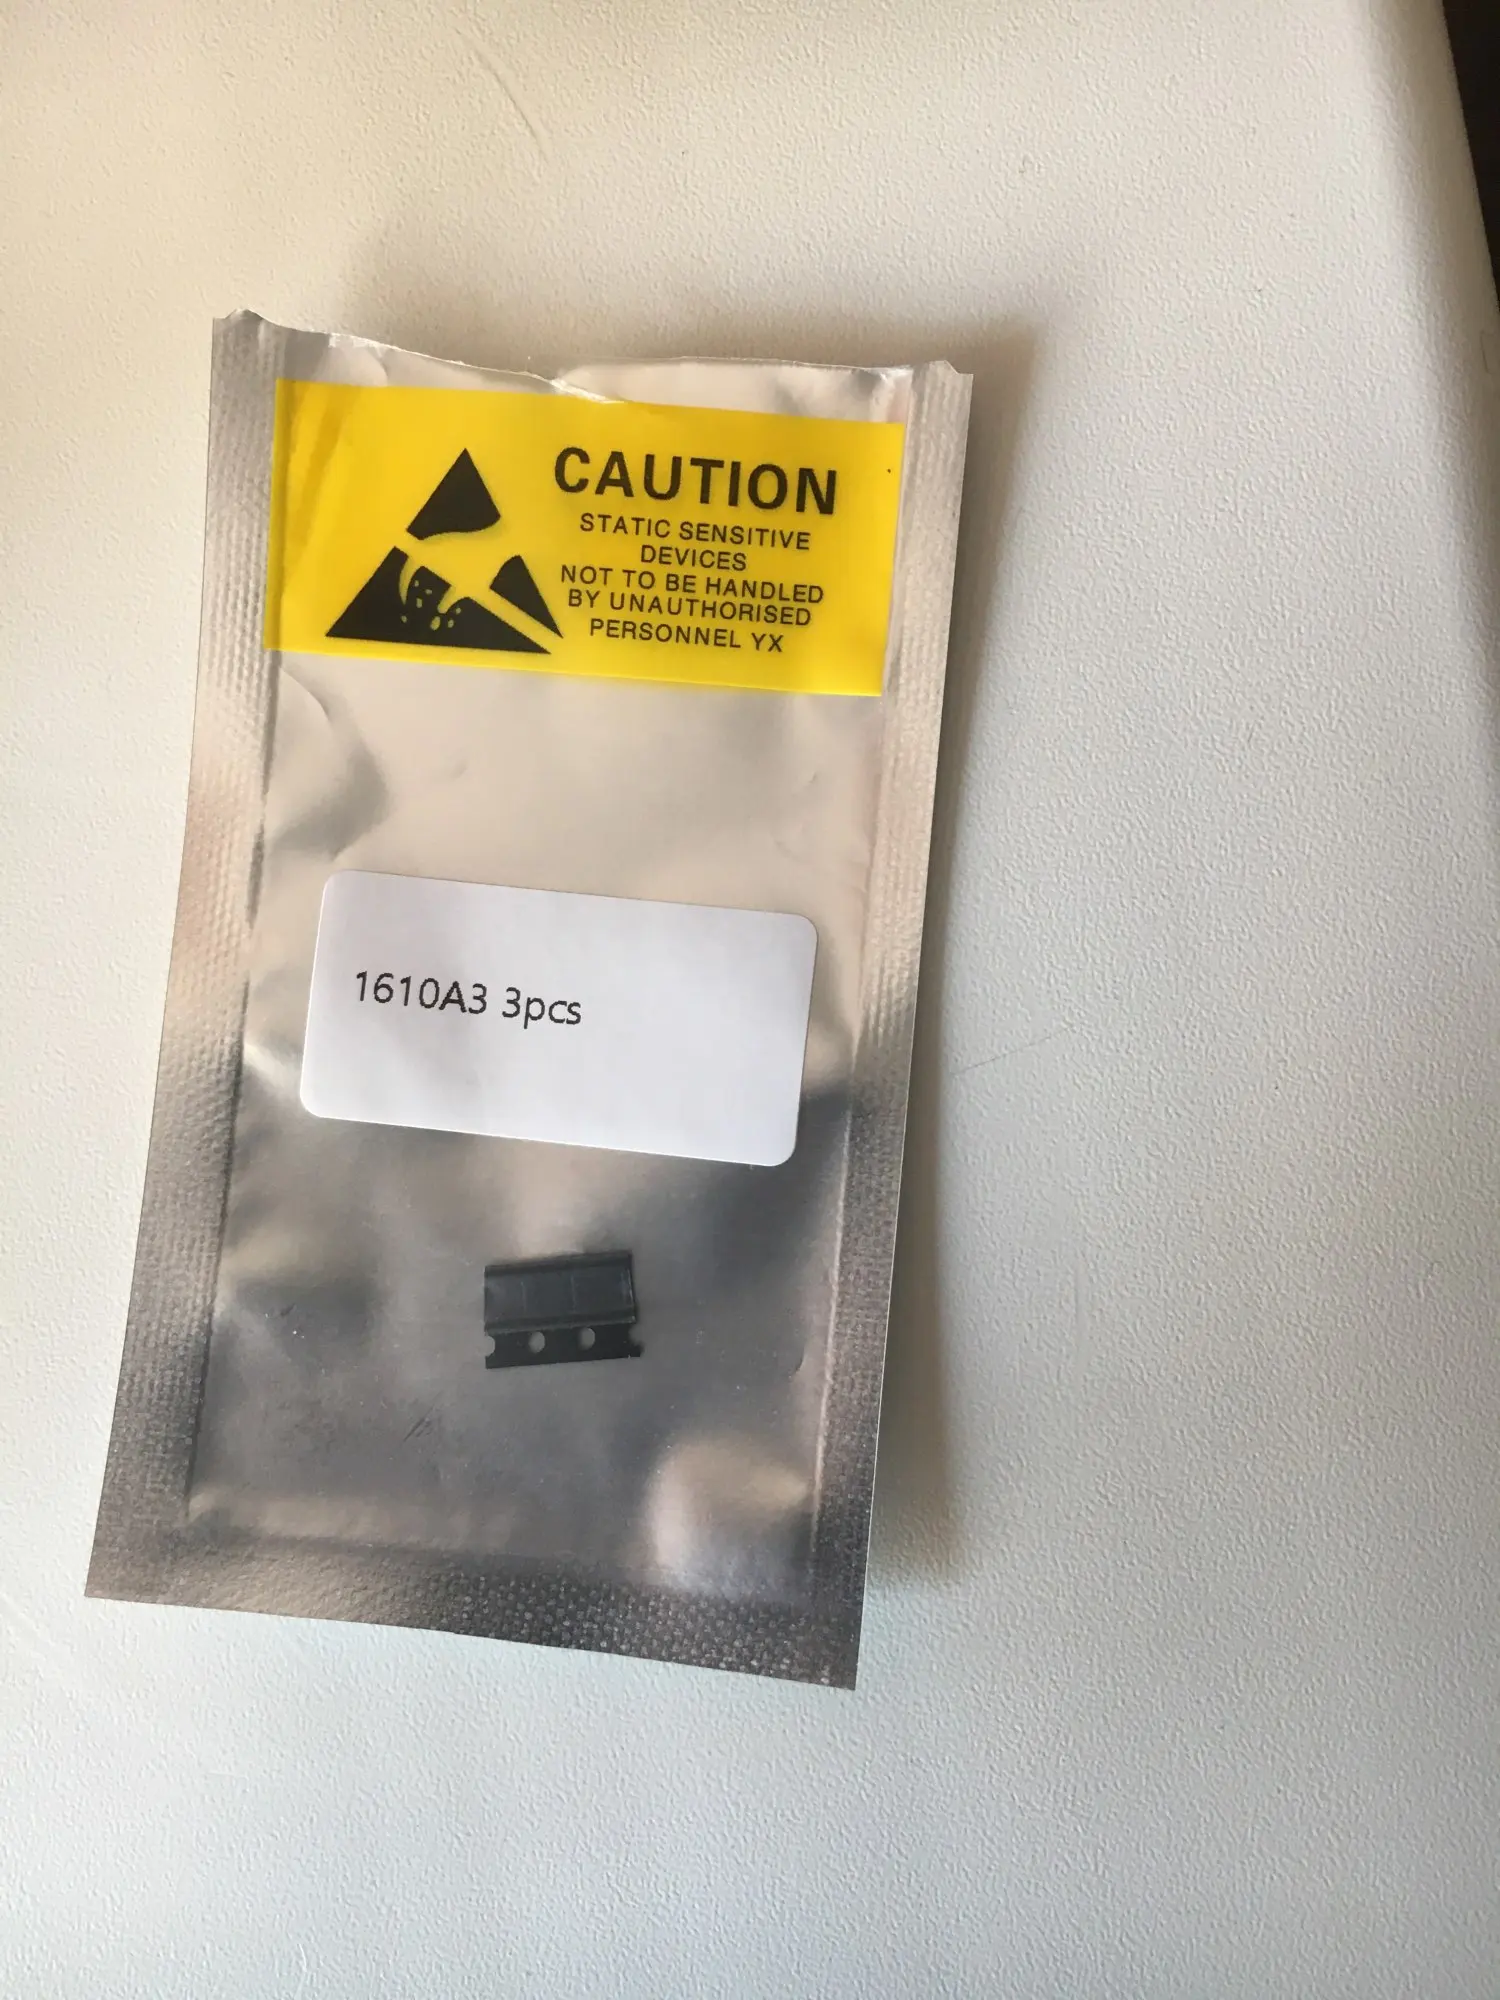 CAUTION
STATIC SENSITIVE
DEVICES
NOT TO BE HANDLED
BY UNAUTHORISED
PERSONNEL YX
1610A3 3pcs